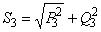 S₃ = √(P₃² + Q₃²)